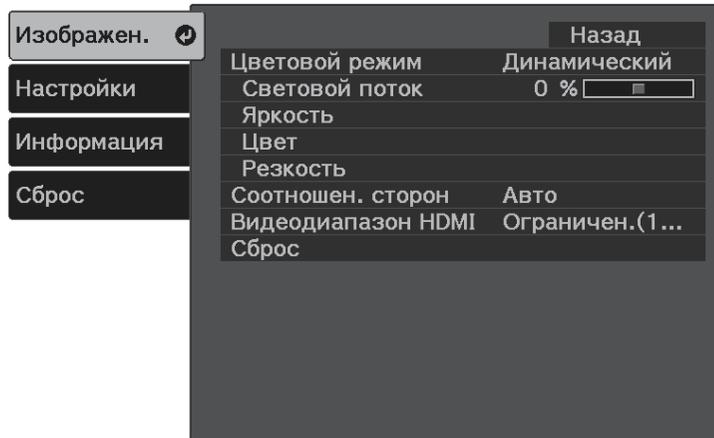 Изображен.
Настройки
Информация
Сброс
Назад
Цветовой режим Динамический
Световой поток 0 %
Яркость
Цвет
Резкость
Соотношен. сторон Авто
Видеодиапазон HDMI Ограничен.(1...
Сброс